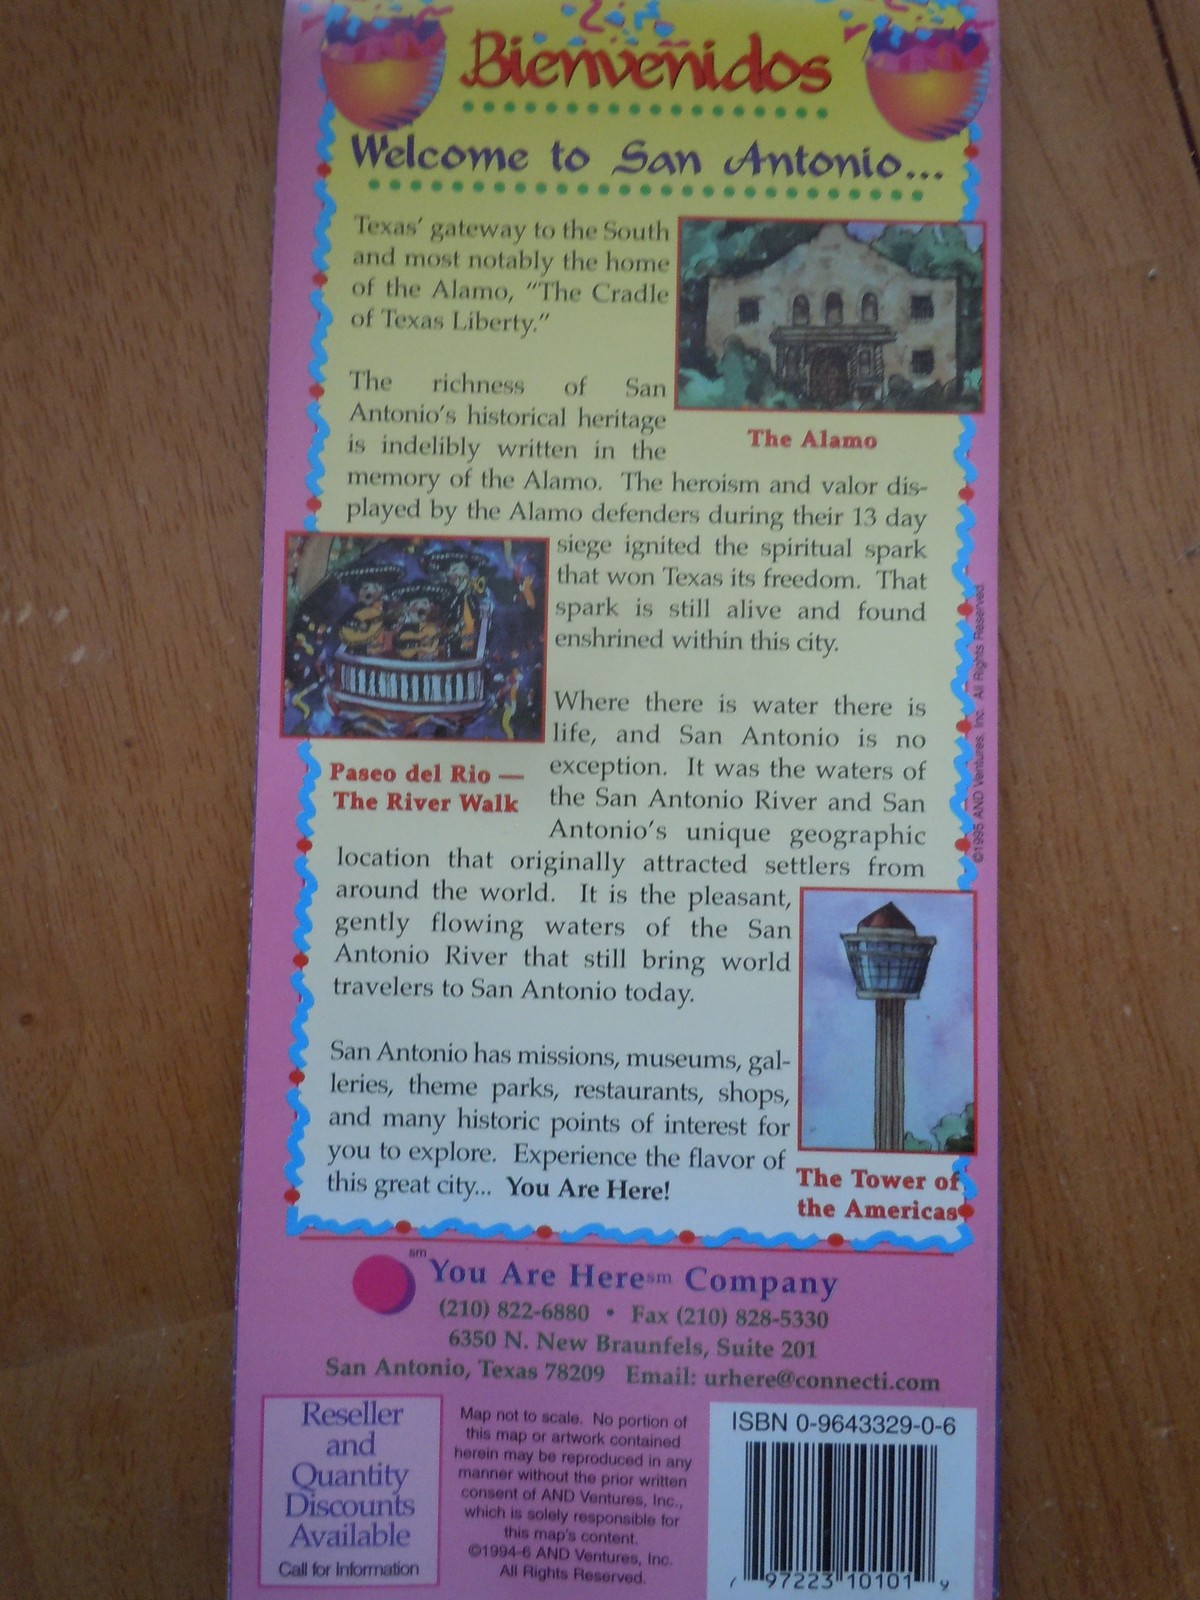 Bienvenidos
Welcome to San Antonio...
Texas' gateway to the South
and most notably the home
of the Alamo, "The Cradle
of Texas Liberty."
The Alamo
The richness of San
Antonio's historical heritage
is indelibly written in the
memory of the Alamo. The heroism and valor dis-
played by the Alamo defenders during their 13 day
siege ignited the spiritual spark
that won Texas its freedom. That
spark is still alive and found
enshrined within this city.
Paseo del Rio —
The River Walk
Where there is water there is
life, and San Antonio is no
exception. It was the waters of
the San Antonio River and San
Antonio's unique geographic
location that originally attracted settlers from
around the world. It is the pleasant,
gently flowing waters of the San
Antonio River that still bring world
travelers to San Antonio today.
San Antonio has missions, museums, gal-
leries, theme parks, restaurants, shops,
and many historic points of interest for
you to explore. Experience the flavor of
this great city... You Are Here!
The Tower of
the Americas
©1995 AND Ventures, Inc. All Rights Reserved
sm
You Are Here sm Company
(210) 822-6880 • Fax (210) 828-5330
6350 N. New Braunfels, Suite 201
San Antonio, Texas 78209 Email: urhere@connecti.com
Reseller
and
Quantity
Discounts
Available
Call for Information
Map not to scale. No portion of
this map or artwork contained
herein may be reproduced in any
manner without the prior written
consent of AND Ventures, Inc.,
which is solely responsible for
this map's content.
©1994-6 AND Ventures, Inc.
All Rights Reserved.
ISBN 0-9643329-0-6
7 97223 10101 9